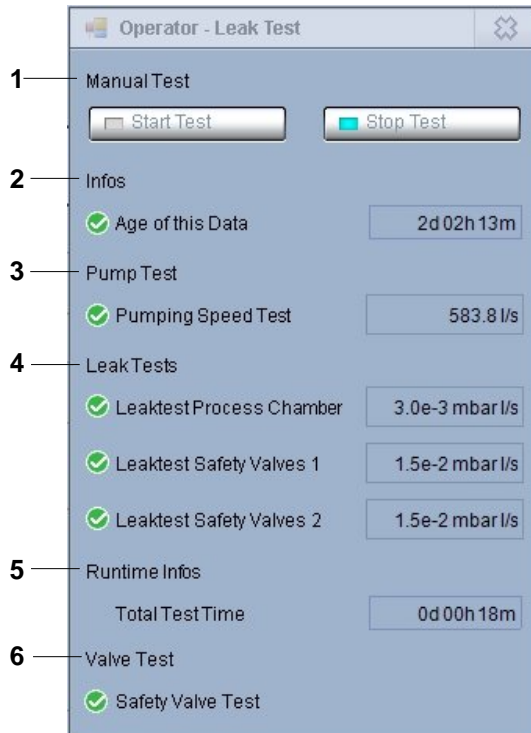 Operator - Leak Test
1 Manual Test
Start Test Stop Test
2 Infos
Age of this Data 2d 02h 13m
3 Pump Test
Pumping Speed Test 583.8 l/s
4 Leak Tests
Leaktest Process Chamber 3.0e-3 mbar l/s
Leaktest Safety Valves 1 1.5e-2 mbar l/s
Leaktest Safety Valves 2 1.5e-2 mbar l/s
5 Runtime Infos
Total Test Time 0d 00h 18m
6 Valve Test
Safety Valve Test